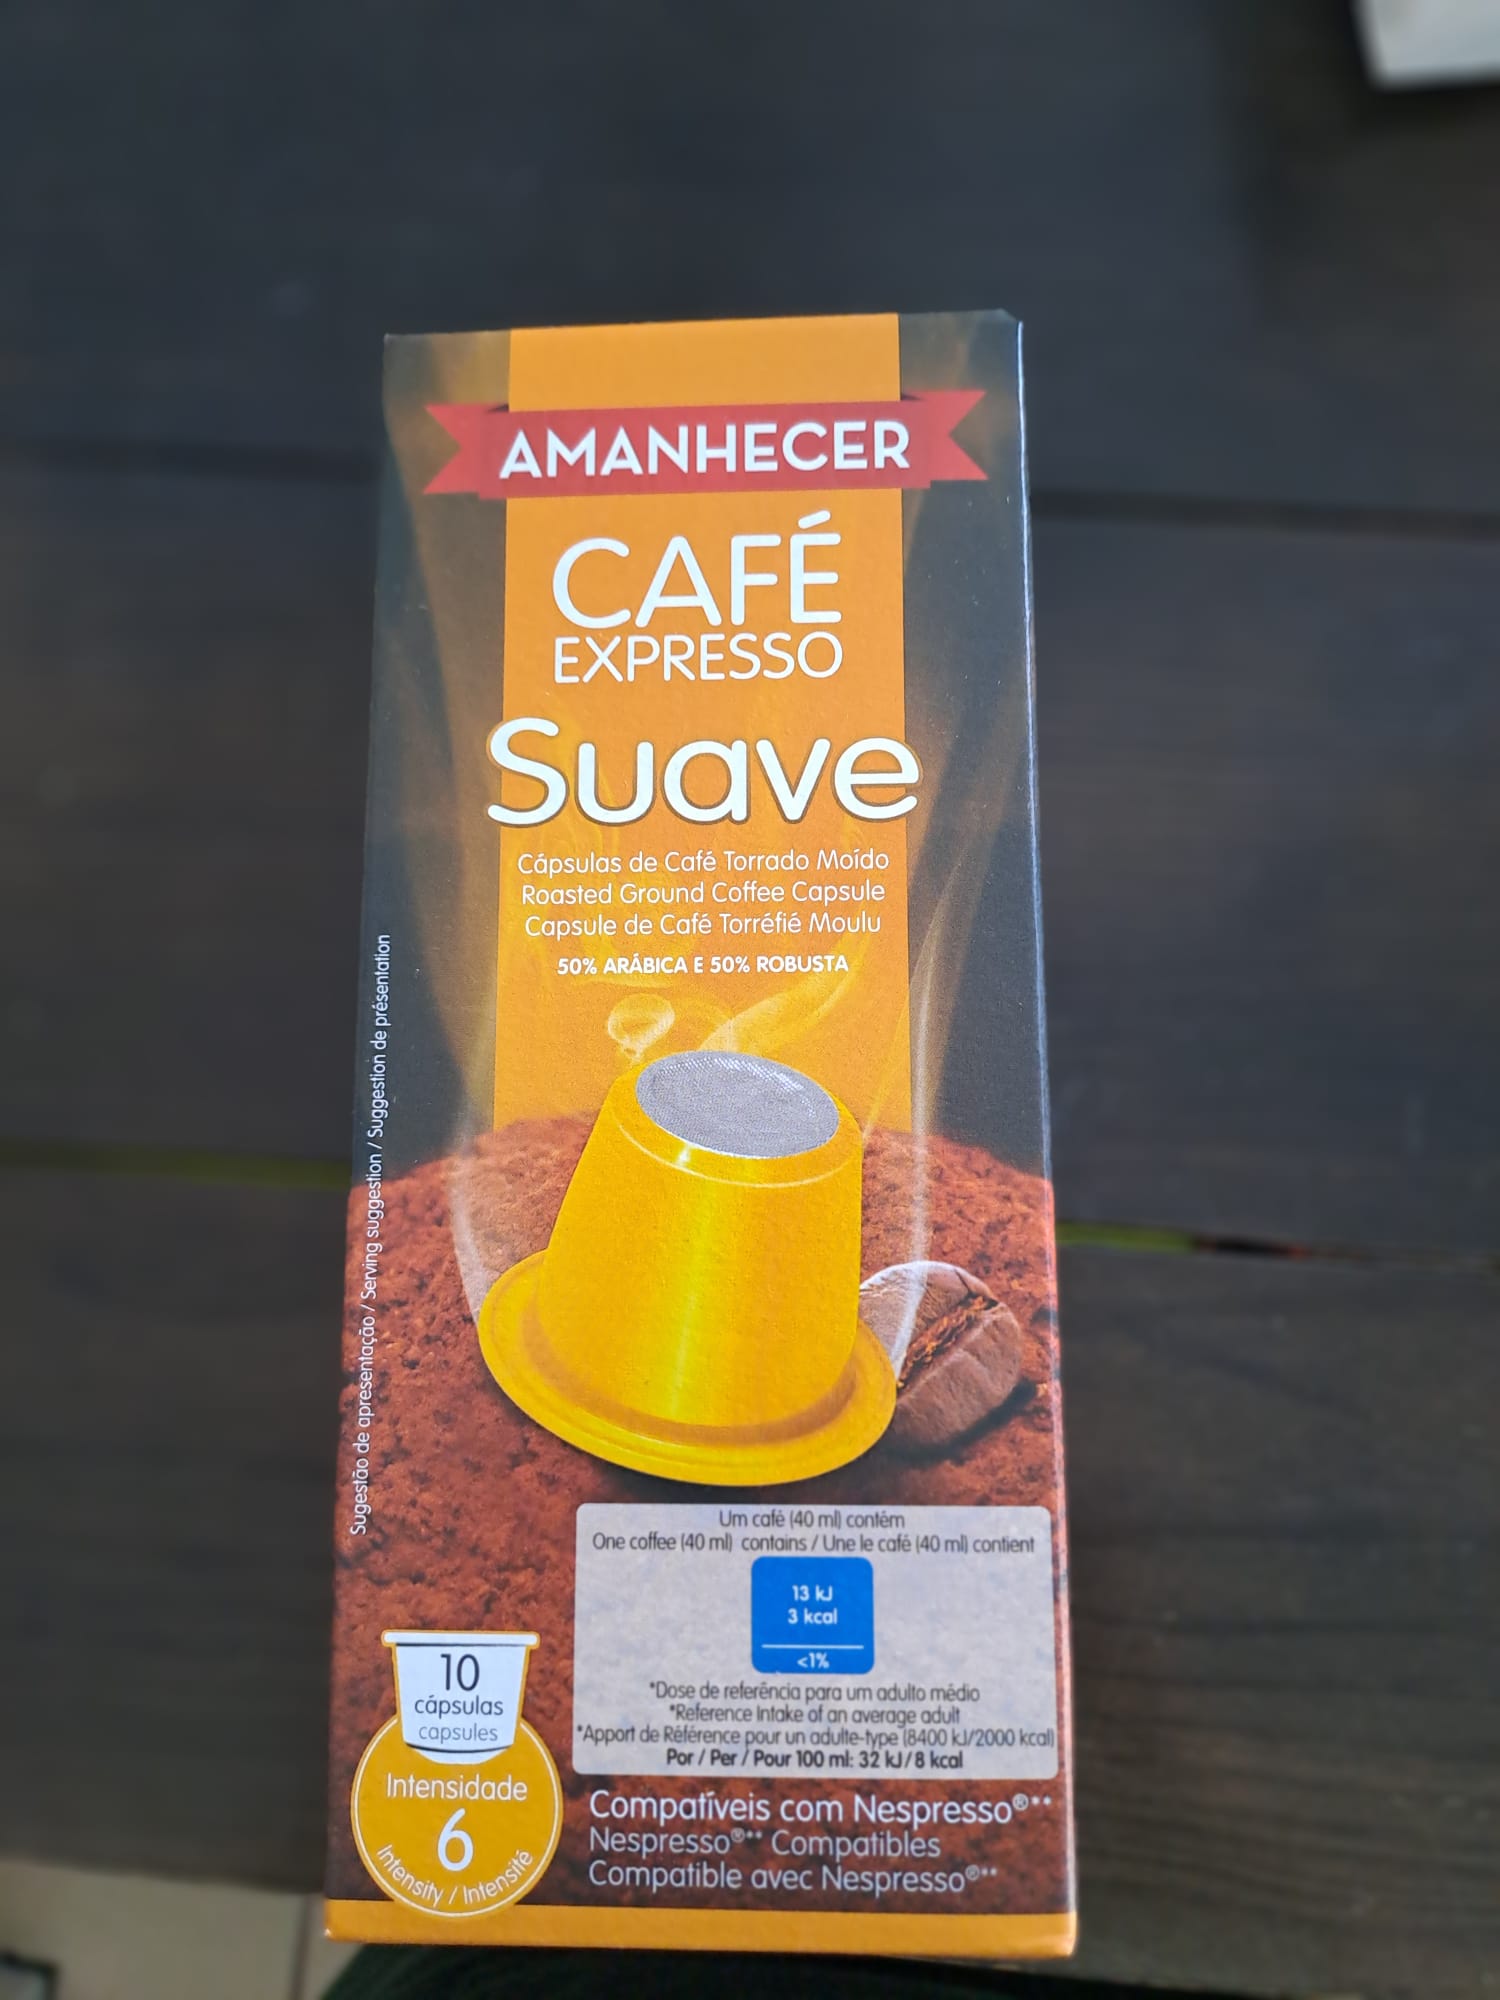 AMANHECER
CAFÉ
EXPRESSO
Suave
Cápsulas de Café Torrado Moído
Roasted Ground Coffee Capsule
Capsule de Café Torréfié Moulu
50% ARÁBICA E 50% ROBUSTA
Sugestão de apresentação / Serving suggestion / Suggestion de présentation
Um café (40 ml) contém
One coffee (40 ml) contains / Une le café (40 ml) contient
13 kJ
3 kcal
<1%
*Dose de referência para um adulto médio
*Reference Intake of an average adult
*Apport de Référence pour un adulte-type (8400 kJ/2000 kcal)
Por / Per / Pour 100 ml: 32 kJ / 8 kcal
10
cápsulas
capsules
Intensidade
6
Intensity / Intensité
Compatíveis com Nespresso®**
Nespresso®** Compatibles
Compatible avec Nespresso®**